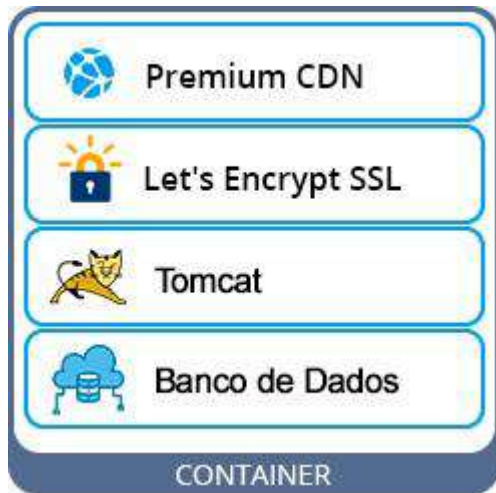 Premium CDN
Let's Encrypt SSL
Tomcat
Banco de Dados
CONTAINER